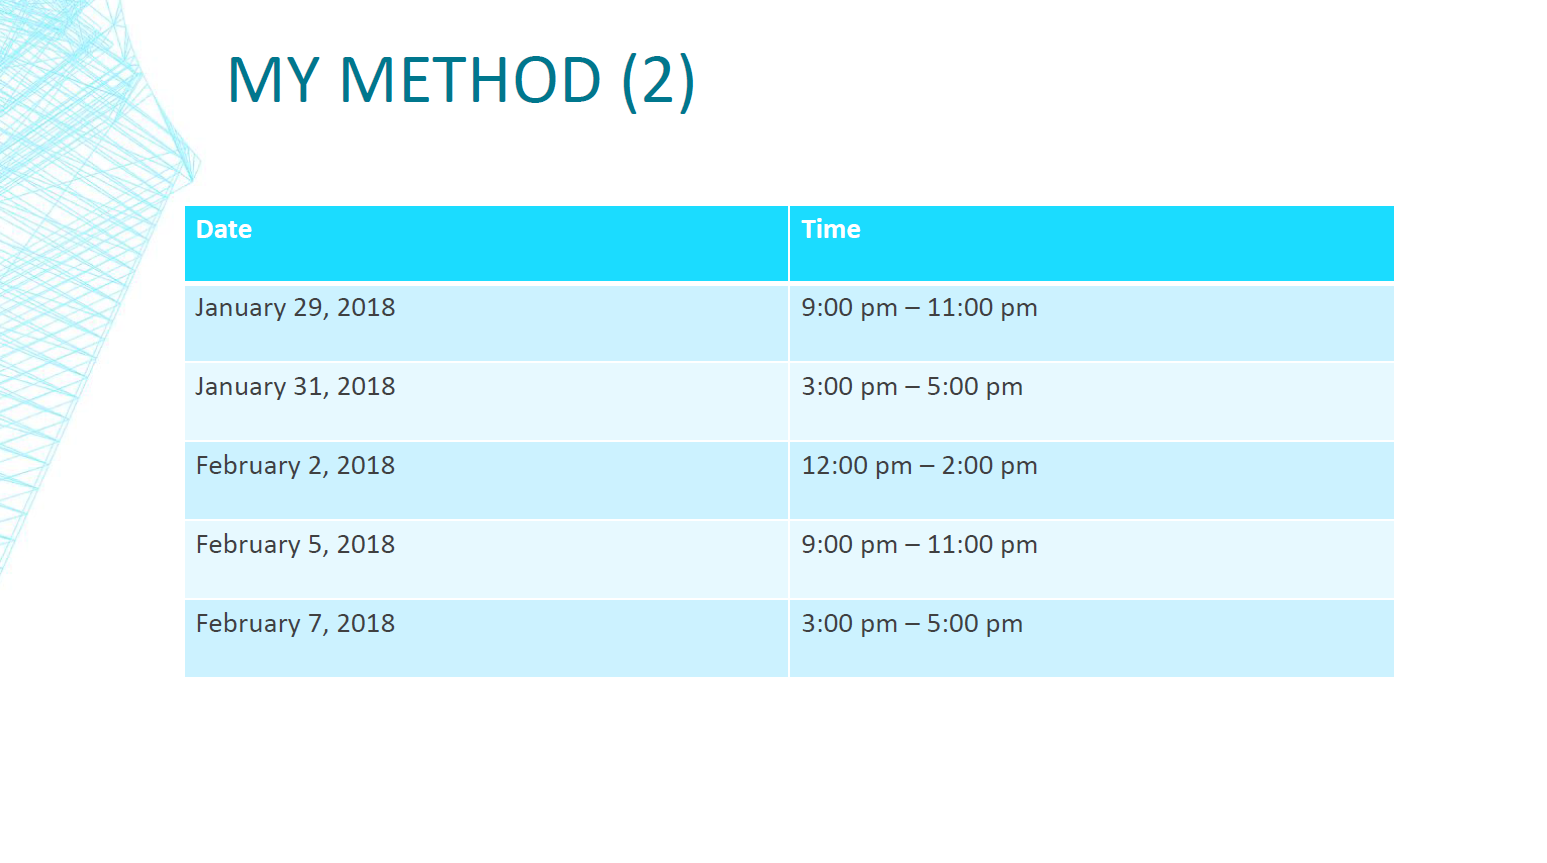 MY METHOD (2)
Date Time
January 29, 2018 9:00 pm – 11:00 pm
January 31, 2018 3:00 pm – 5:00 pm
February 2, 2018 12:00 pm – 2:00 pm
February 5, 2018 9:00 pm – 11:00 pm
February 7, 2018 3:00 pm – 5:00 pm